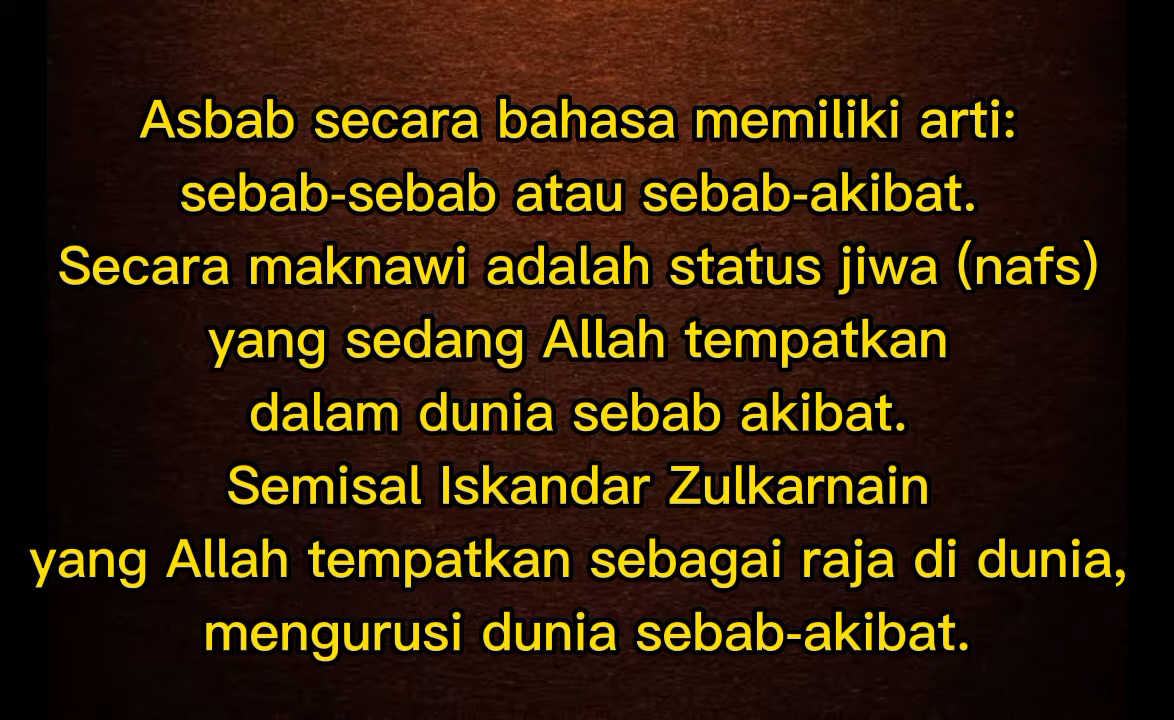 Asbab secara bahasa memiliki arti:
sebab-sebab atau sebab-akibat.
Secara maknawi adalah status jiwa (nafs)
yang sedang Allah tempatkan
dalam dunia sebab akibat.
Semisal Iskandar Zulkarnain
yang Allah tempatkan sebagai raja di dunia,
mengurusi dunia sebab-akibat.